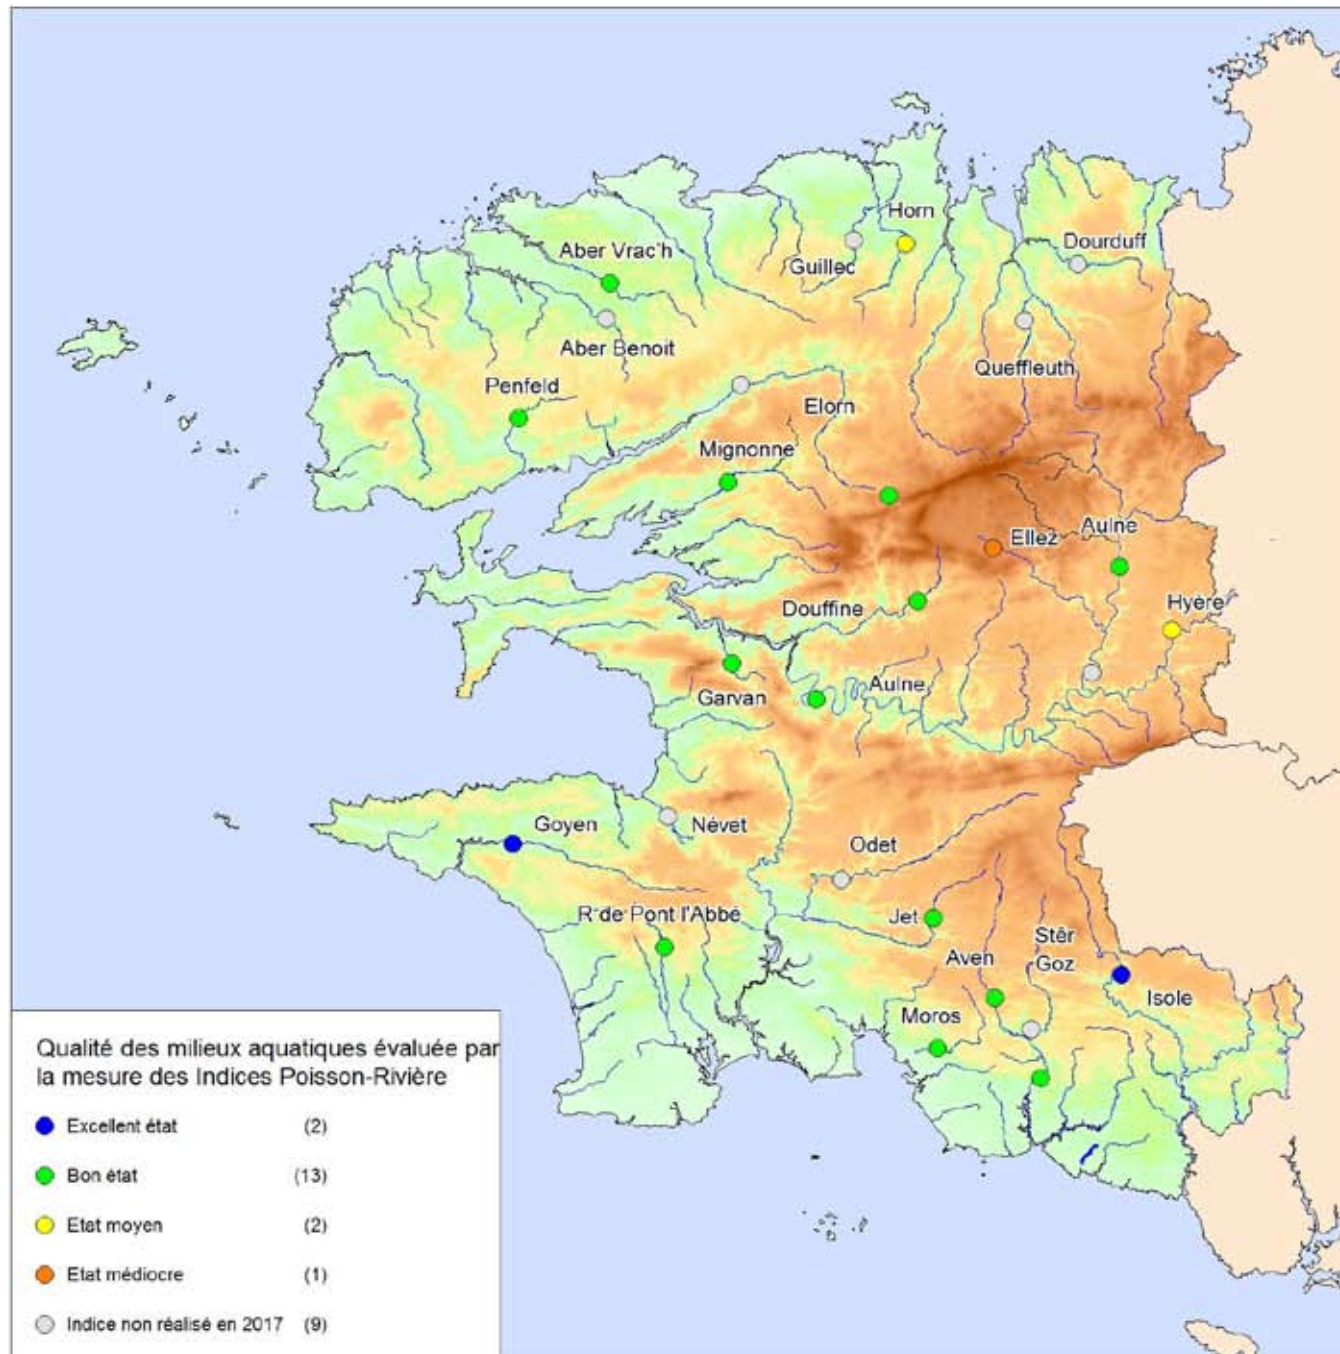 Horn
Dourduff
Aber Vrac'h
Guillec
Aber Benoit
Queffleuth
Penfeld
Elorn
Mignonne
Aulne
Ellez
Hyère
Douffine
Aulne
Garvan
Goyen
Névet
Odet
R de Pont l'Abbé
Jet
Stêr
Goz
Aven
Isole
Moros
Qualité des milieux aquatiques évaluée par
la mesure des Indices Poisson-Rivière
Excellent état (2)
Bon état (13)
Etat moyen (2)
Etat médiocre (1)
Indice non réalisé en 2017 (9)